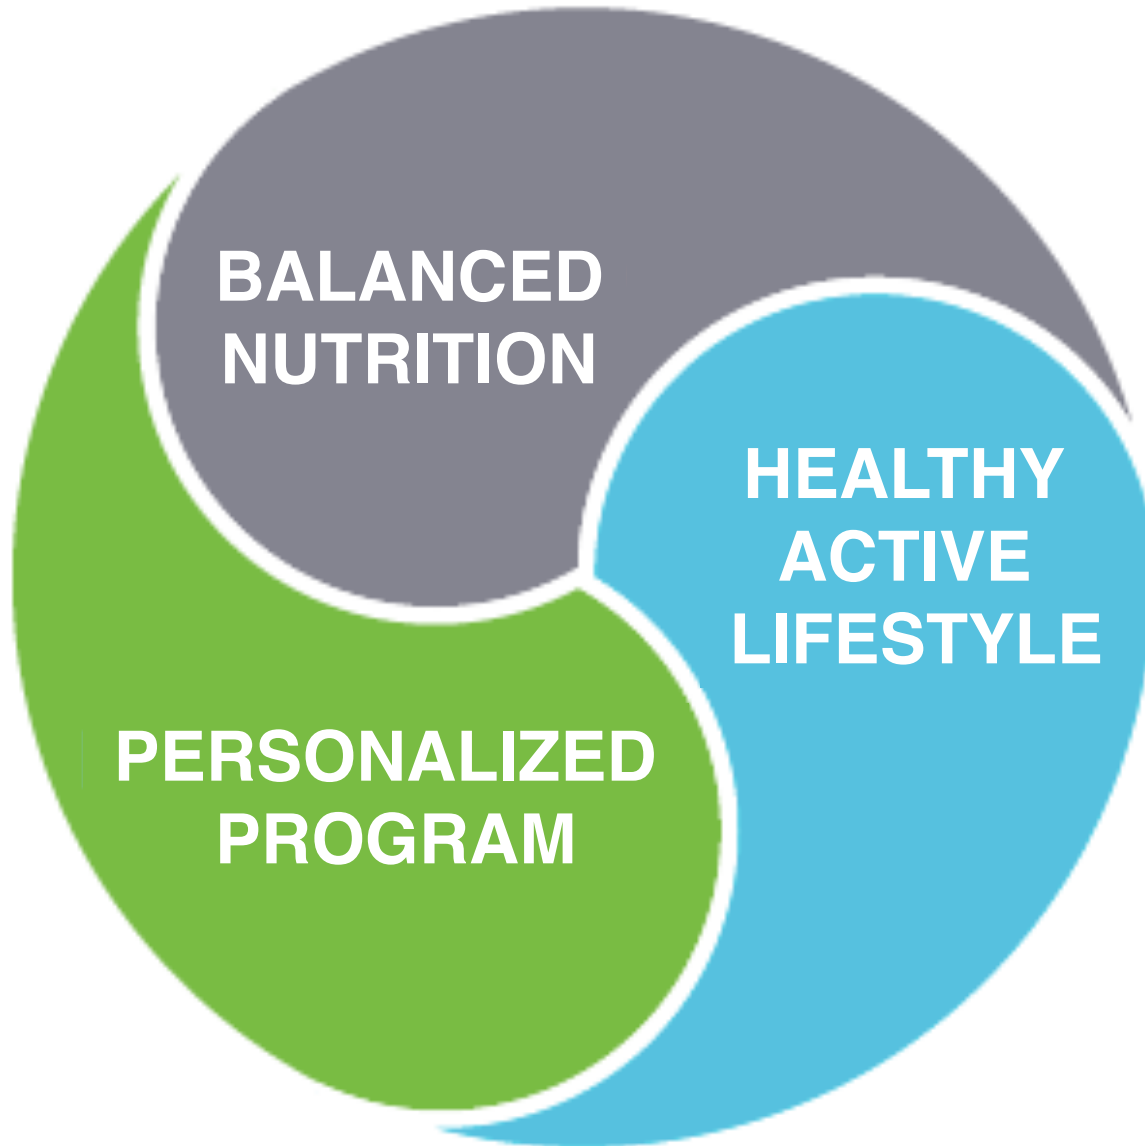 BALANCED
NUTRITION
HEALTHY
ACTIVE
LIFESTYLE
PERSONALIZED
PROGRAM